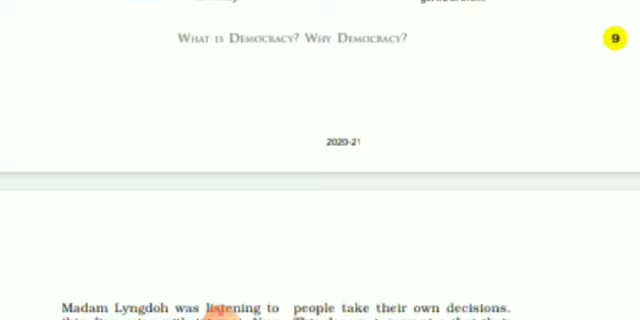 WHAT IS DEMOCRACY? WHY DEMOCRACY?
9
2020-21
Madam Lyngdoh was listening to
people take their own decisions.